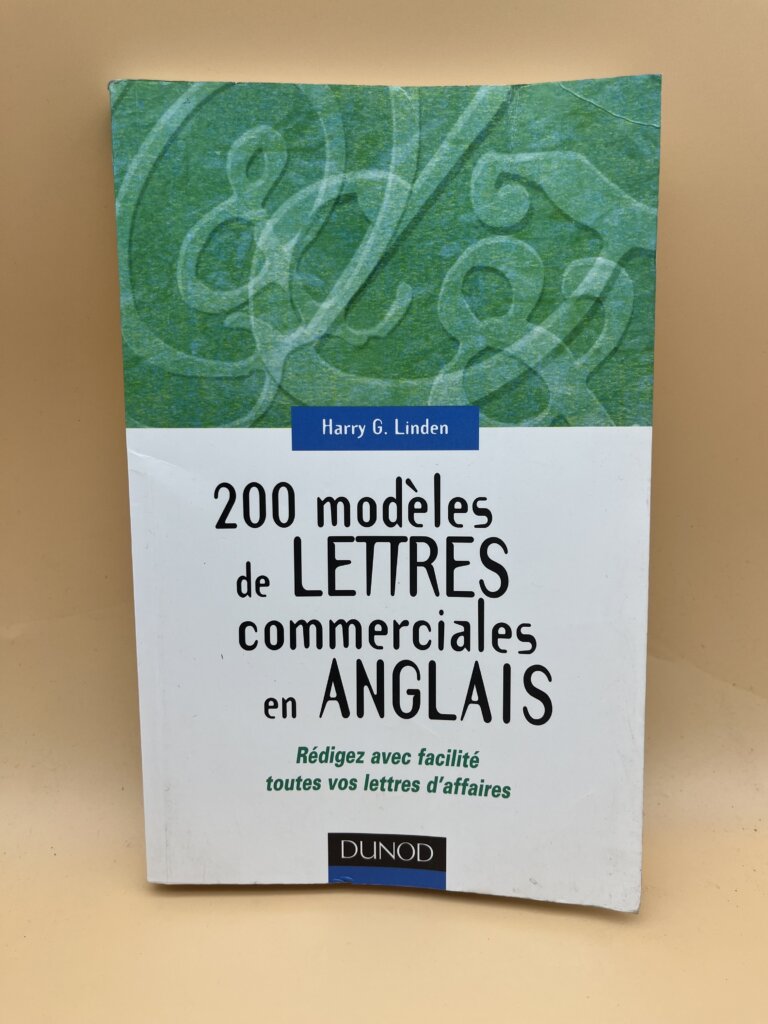 Harry G. Linden
200 modèles
de LETTRES
commerciales
en ANGLAIS
Rédigez avec facilité
toutes vos lettres d'affaires
DUNOD